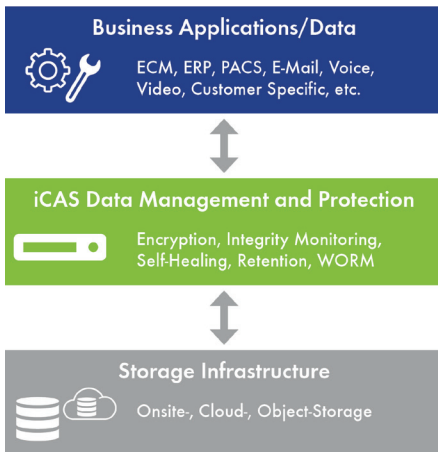 Business Applications/Data
ECM, ERP, PACS, E-Mail, Voice,
Video, Customer Specific, etc.
iCAS Data Management and Protection
Encryption, Integrity Monitoring,
Self-Healing, Retention, WORM
Storage Infrastructure
Onsite-, Cloud-, Object-Storage